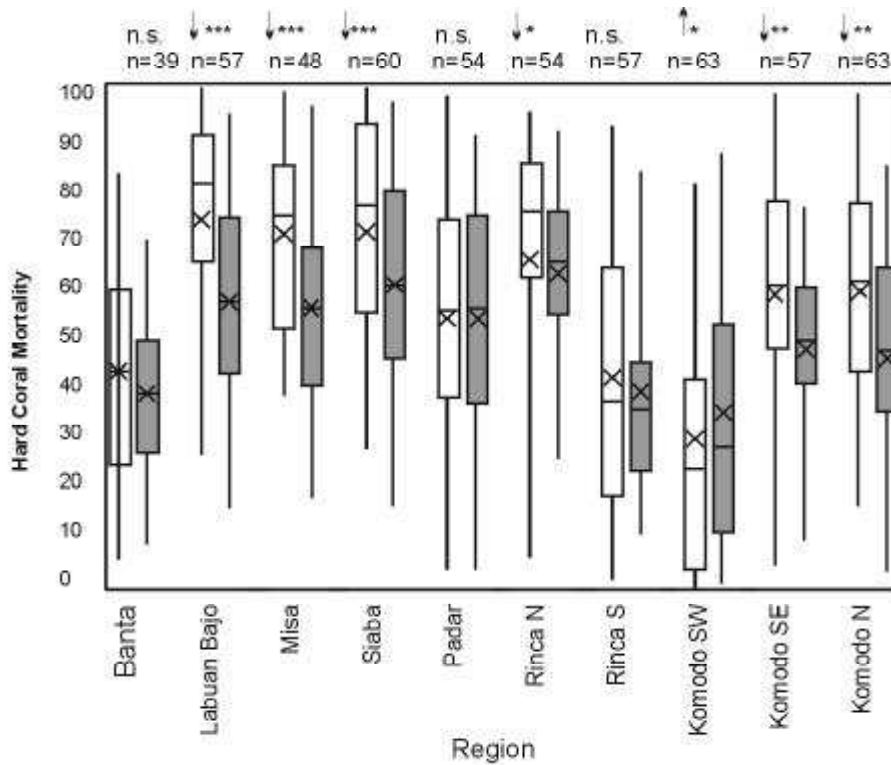 n.s. *** *** *** n.s. * n.s. * ** **
n=39 n=57 n=48 n=60 n=54 n=54 n=57 n=63 n=57 n=63
100
90
80
70
60
50
40
30
20
10
0
Hard Coral Mortality
Banta
Labuan Bajo
Misa
Siaba
Padar
Rinca N
Rinca S
Komodo SW
Komodo SE
Komodo N
Region